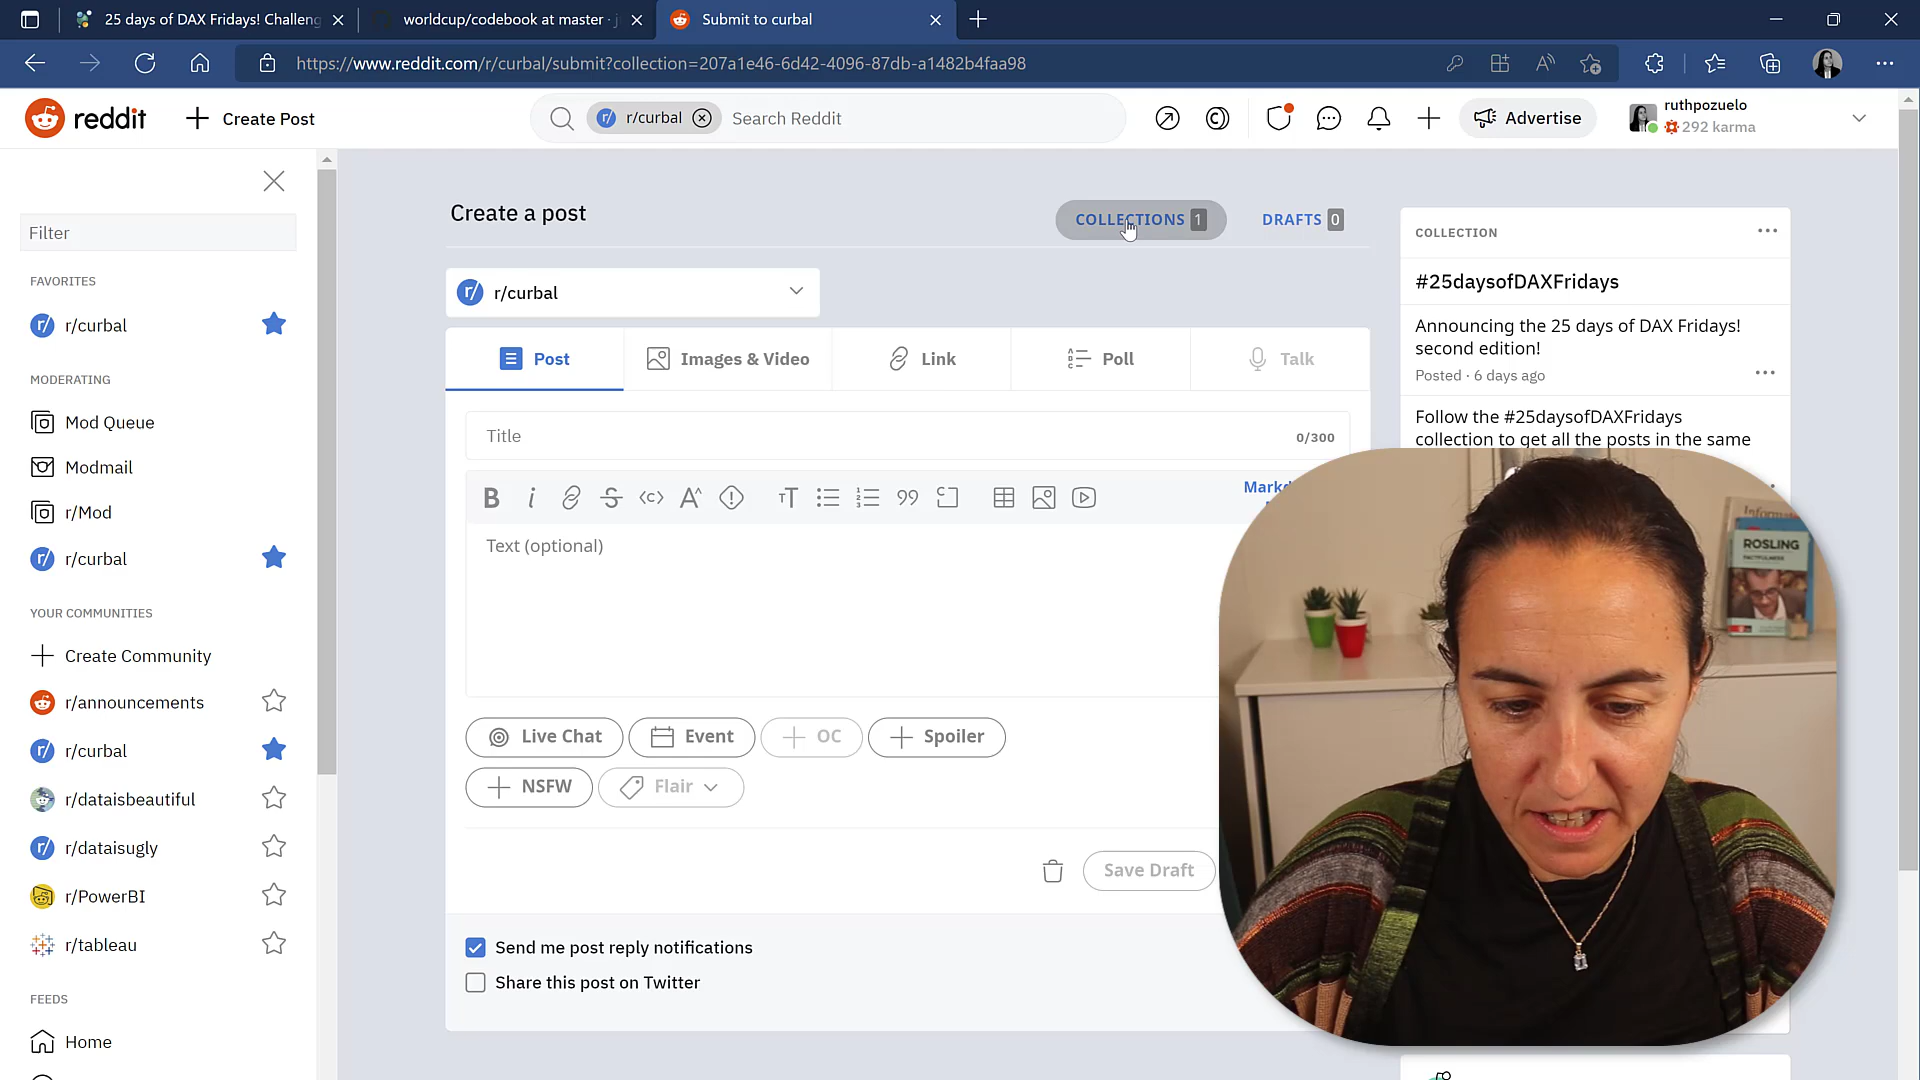 25 days of DAX Fridays! Challeng
worldcup/codebook at master · j
Submit to curbal
https://www.reddit.com/r/curbal/submit?collection=207a1e46-6d42-4096-87db-a1482b4faa98
reddit
Create Post
r/curbal
Search Reddit
Advertise
ruthpozuelo
292 karma
Filter
FAVORITES
r/curbal
MODERATING
Mod Queue
Modmail
r/Mod
r/curbal
YOUR COMMUNITIES
Create Community
r/announcements
r/curbal
r/dataisbeautiful
r/dataisugly
r/PowerBI
r/tableau
FEEDS
Home
Create a post
COLLECTIONS 1
DRAFTS 0
r/curbal
Post
Images & Video
Link
Poll
Talk
Title
0/300
Markd
Text (optional)
Live Chat
Event
OC
Spoiler
NSFW
Flair
Save Draft
Send me post reply notifications
Share this post on Twitter
COLLECTION
#25daysofDAXFridays
Announcing the 25 days of DAX Fridays!
second edition!
Posted · 6 days ago
Follow the #25daysofDAXFridays
collection to get all the posts in the same
ROSLING
FACTFULNESS